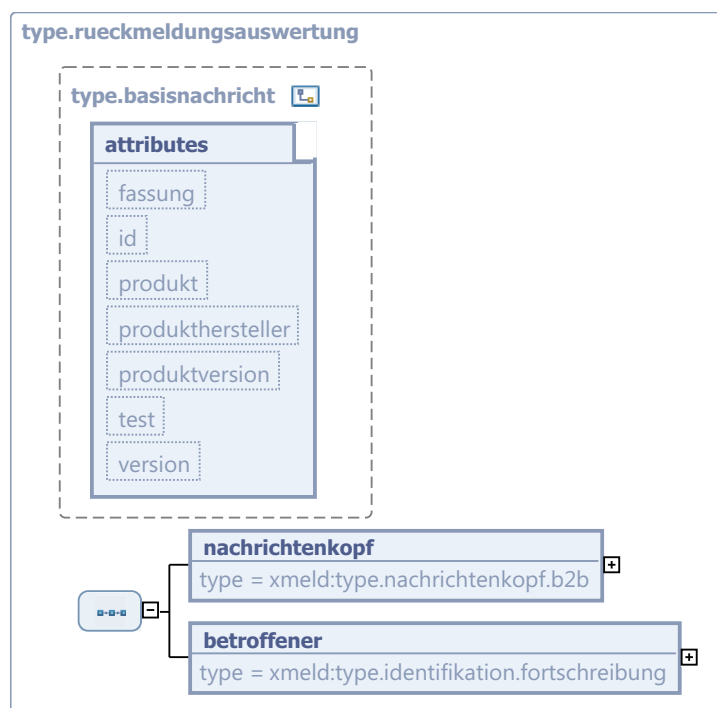 type.rueckmeldungsauswertung
type.basisnachricht
attributes
fassung
id
produkt
produkthersteller
produktversion
test
version
nachrichtenkopf
type = xmeld:type.nachrichtenkopf.b2b
betroffener
type = xmeld:type.identifikation.fortschreibung